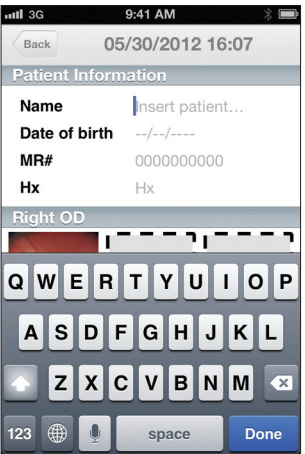 3G 9:41 AM
Back 05/30/2012 16:07
Patient Information
Name Insert patient...
Date of birth --/--/----
MR# 0000000000
Hx Hx
Right OD
Q W E R T Y U I O P
A S D F G H J K L
Z X C V B N M
123 space Done